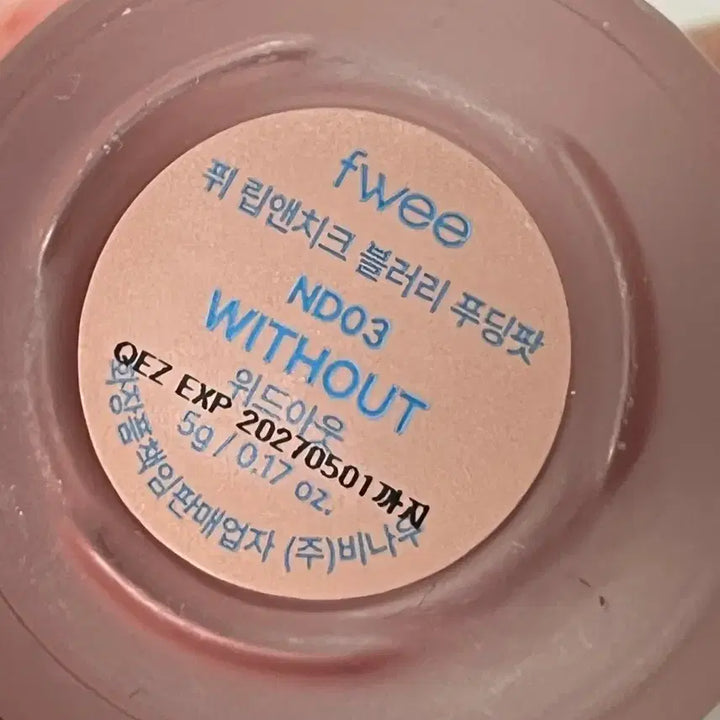 fwee
퓌 립앤치크 블러리 푸딩팟
ND03
WITHOUT
위드아웃
QEZ EXP 20270501까지
5g / 0.17 oz.
화장품책임판매업자 (주)비나우